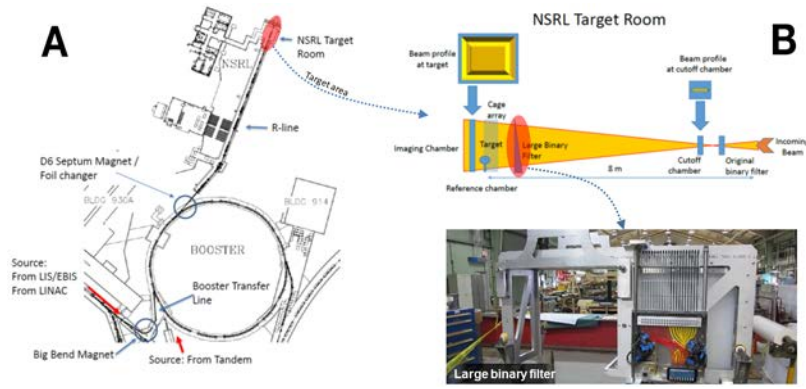 A
NSRL Target
Room
NSRL
Target area
R-line
D6 Septum Magnet /
Foil changer
BLDG 930A
BLDG 914
BOOSTER
Source:
From LIS/EBIS
From LINAC
Booster Transfer
Line
Big Bend Magnet
Source: From Tandem
NSRL Target Room
B
Beam profile
at target
Beam profile
at cutoff chamber
Cage
array
Imaging Chamber
Target
Large Binary
Filter
Incoming
Beam
Cutoff
chamber
Original
binary filter
8 m
Reference chamber
Large binary filter